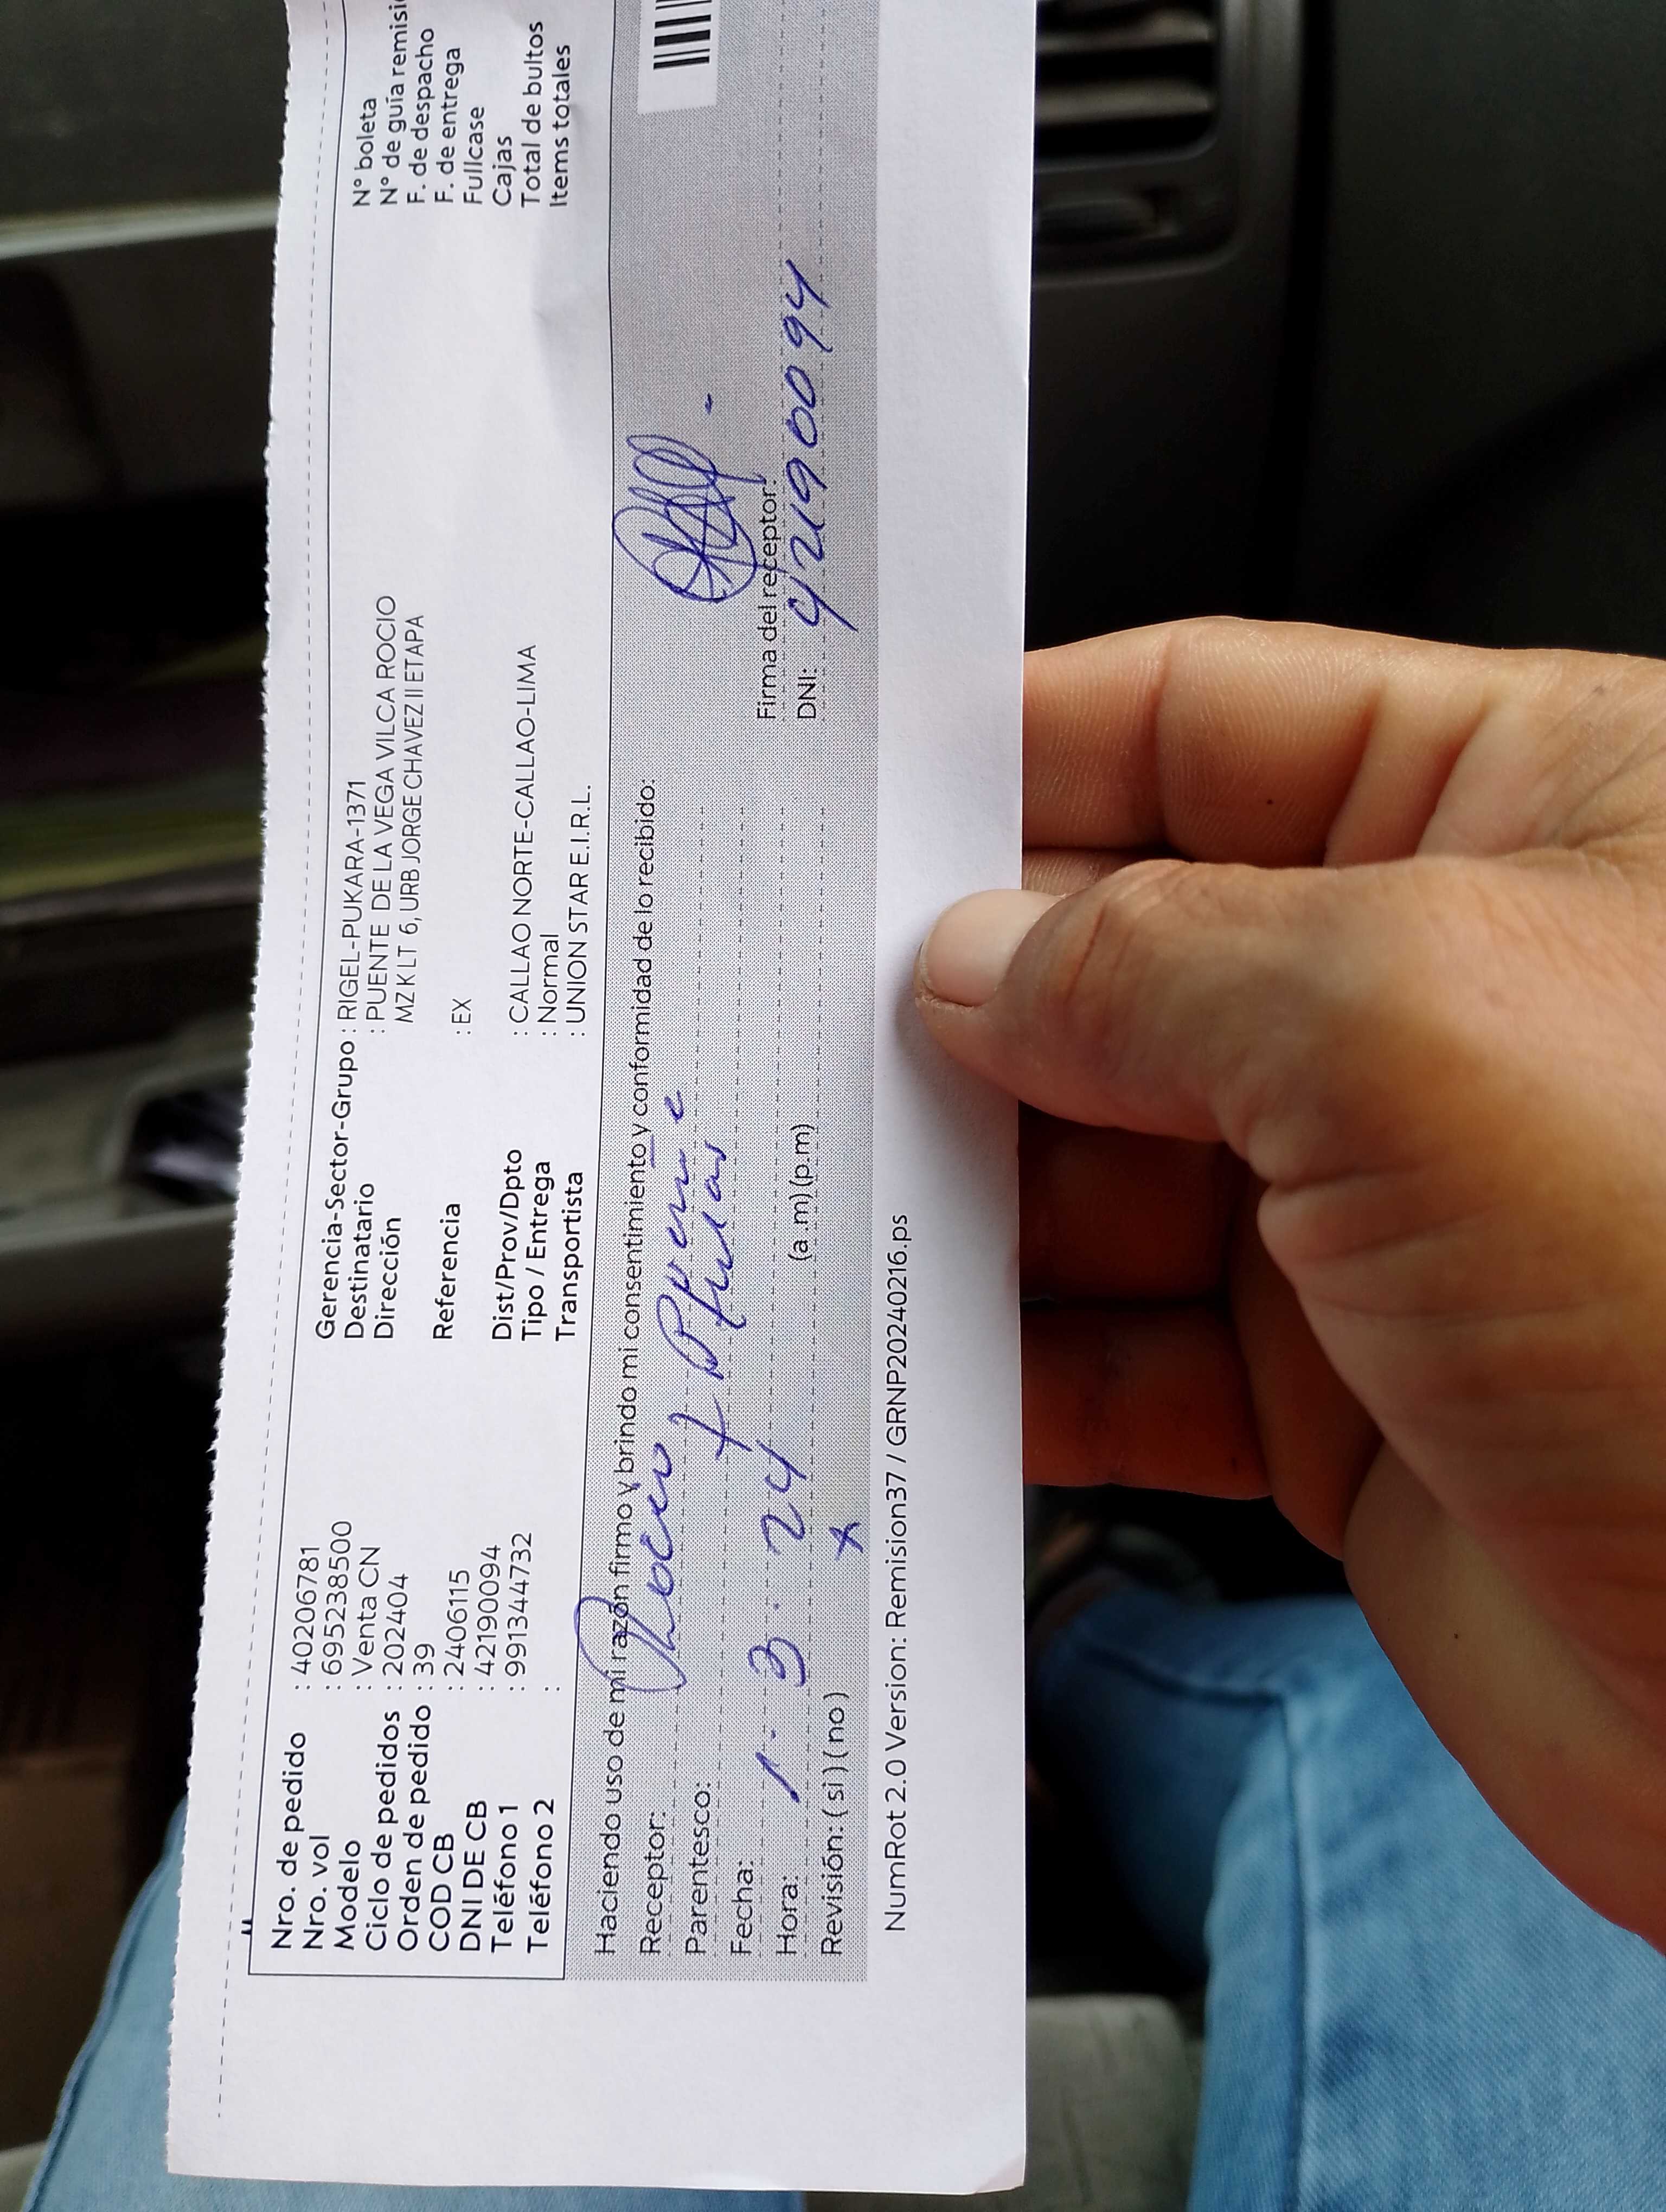 Nro. de pedido : 40206781
Nro. vol : 695238500
Modelo : Venta CN
Ciclo de pedidos : 202404
Orden de pedido : 39
COD CB : 2406115
DNI DE CB : 42190094
Teléfono 1 : 991344732
Teléfono 2 :
Gerencia-Sector-Grupo : RIGEL-PUKARA-1371
Destinatario : PUENTE DE LA VEGA VILCA ROCIO
Dirección MZ K LT 6, URB JORGE CHAVEZ II ETAPA
Referencia : EX
Dist/Prov/Dpto : CALLAO NORTE-CALLAO-LIMA
Tipo / Entrega : Normal
Transportista : UNION STAR E.I.R.L.
N° boleta
N° de guía remisi
F. de despacho
F. de entrega
Fullcase
Cajas
Total de bultos
Items totales
Haciendo uso de mi razón firmo y brindo mi consentimiento y conformidad de lo recibido:
Receptor: Rocio
Parentesco:
Fecha: 1. 3. 24
Hora: (a.m) (p.m)
Revisión: ( si ) ( no ) x
Firma del receptor:
DNI: 42190094
NumRot 2.0 Version: Remision37 / GRNP20240216.ps